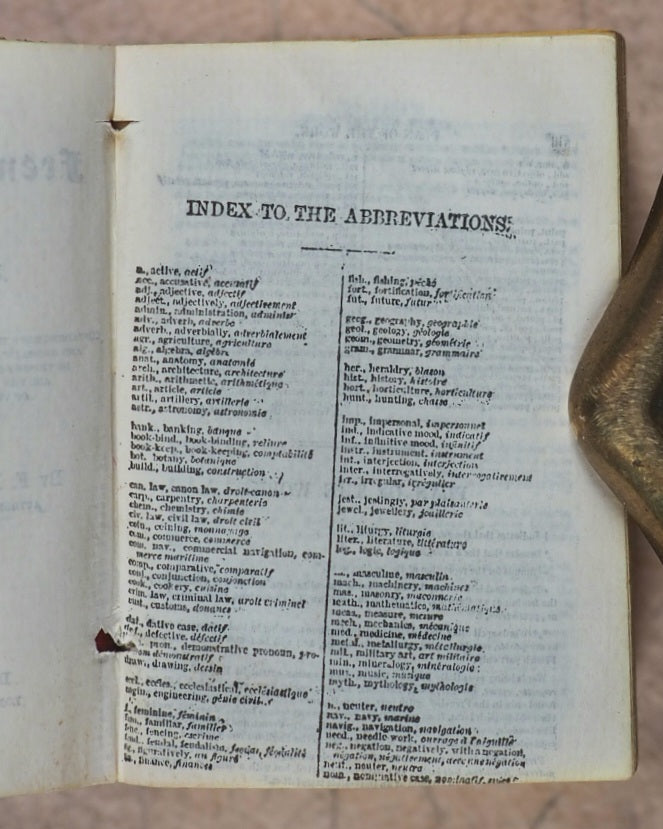 INDEX TO THE ABBREVIATIONS.
a., active, actif
acc., accusative, accusatif
adj., adjective, adjectif
adject., adjectively, adjectivement
admin., administration, administ
adv., adverb, adverbe
adverb., adverbially, adverbialement
agr., agriculture, agriculture
alg., algebra, algèbre
anat., anatomy, anatomie
arch., architecture, architecture
arith., arithmetic, arithmétique
art., article, article
artil., artillery, artillerie
astr., astronomy, astronomie
bank., banking, banque
book-bind., book-binding, reliure
book-keep., book-keeping, comptabilité
bot. botany, botanique
build., building, construction
can. law, canon law, droit canon
carp., carpentry, charpenterie
chem., chemistry, chimie
civ. law, civil law, droit civil
coin., coining, monnayage
com., commerce, commerce
com. nav., commercial navigation, com-
merce maritime
comp., comparative, comparatif
conj., conjunction, conjonction
cook., cookery, cuisine
crim. law, criminal law, droit criminel
cust., customs, douanes
dat., dative case, datif
def., defective, défectif
pron., demonstrative pronoun, pro-
nom démonstratif
draw., drawing, dessin
eccl., eccles., ecclesiastical, ecclésiastique
engin., engineering, génie civil
f. feminine, féminin
fam., familiar, familier
fenc., fencing, escrime
feud., feudal, feudalism, féodal, féodalité
fig., figuratively, au figuré
fin., finance, finances
fish., fishing, pêche
fort., fortification, fortification
fut., future, futur
geog., geography, géographie
geol., geology, géologie
geom., geometry, géométrie
gram., grammar, grammaire
her., heraldry, blason
hist., history, histoire
hort., horticulture, horticulture
hunt., hunting, chasse
imp., impersonal, impersonnel
ind., indicative mood, indicatif
inf., infinitive mood, infinitif
instr., instrument, instrument
int., interjection, interjection
inter., interrogatively, interrogativement
irr., irregular, irrégulier
jest., jestingly, par plaisanterie
jewel., jewellery, joaillerie
lit., liturgy, liturgie
liter., literature, littérature
log., logic, logique
m., masculine, masculin
mach., machinery, machines
mas., masonry, maçonnerie
math., mathematics, mathématiques
meas., measure, mesure
mech., mechanics, mécanique
med., medicine, médecine
metal., metallurgy, métallurgie
mil., military art, art militaire
min., mineralogy, minéralogie
mus., music, musique
myth., mythology, mythologie
n., neuter, neutre
nav., navy, marine
navig., navigation, navigation
need., needle work, ouvrage à l'aiguille
neg., negation, negatively, with a negation,
négation, négativement, avec une négation
neut., neuter, neutre
nom., nominative case, nominatif